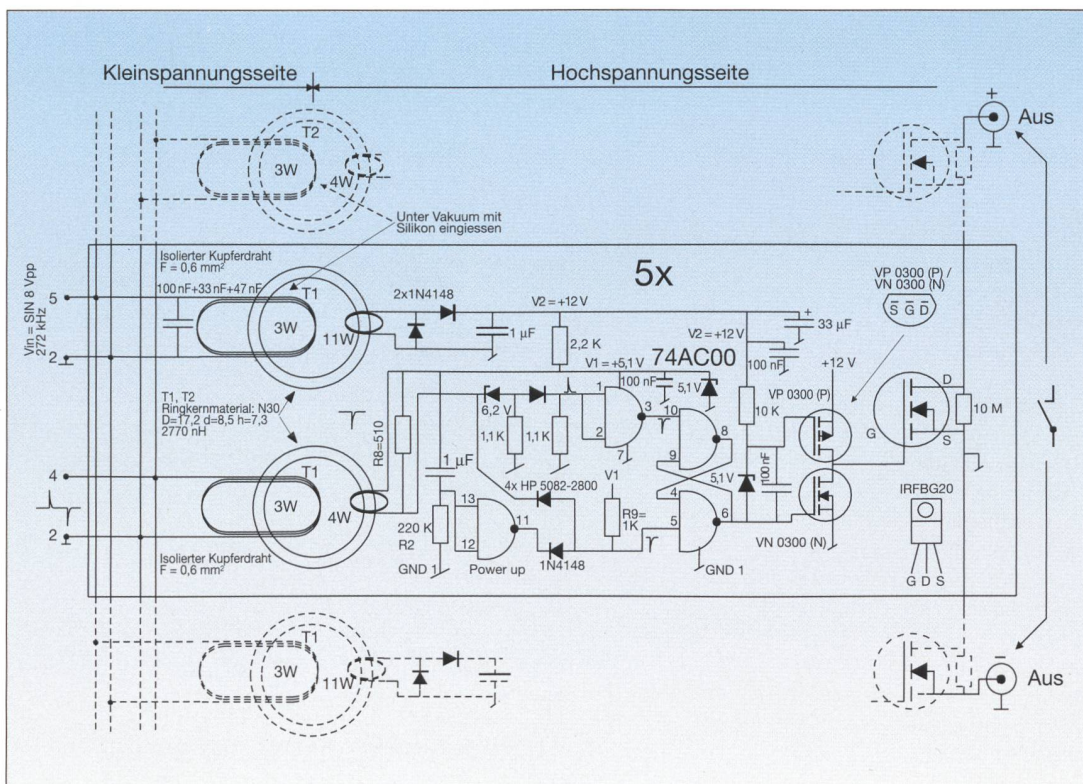 Kleinspannungsseite
Hochspannungsseite
+
Aus
T2
3W
4W
Unter Vakuum mit
Silikon eingiessen
Isolierter Kupferdraht
F = 0,6 mm²
100 nF+33 nF+47 nF
5x
VP 0300 (P) /
VN 0300 (N)
S G D
Vin = SIN 8 Vpp
272 kHz
5
2
T1
3W
11W
2x1N4148
V2 = +12 V
1 µF
2,2 K
+
33 µF
V2= +12 V
100 nF
74AC00
V1 = +5,1 V
100 nF
5,1 V
+12 V
VP 0300 (P)
T1, T2
Ringkernmaterial: N30
D=17,2 d=8,5 h=7,3
2770 nH
R8=510
6,2 V
1
2
3
7
10
9
8
10 K
D
G
S
10 M
1,1 K
1,1 K
1 µF
4x HP 5082-2800
V1
5,1 V
100 nF
4
2
T1
3W
4W
220 K
R2
13
12
11
R9=
1K
4
5
6
IRFBG20
GND 1
Power up
1N4148
GND 1
VN 0300 (N)
G D S
Isolierter Kupferdraht
F = 0,6 mm²
T1
3W
11W
–
Aus